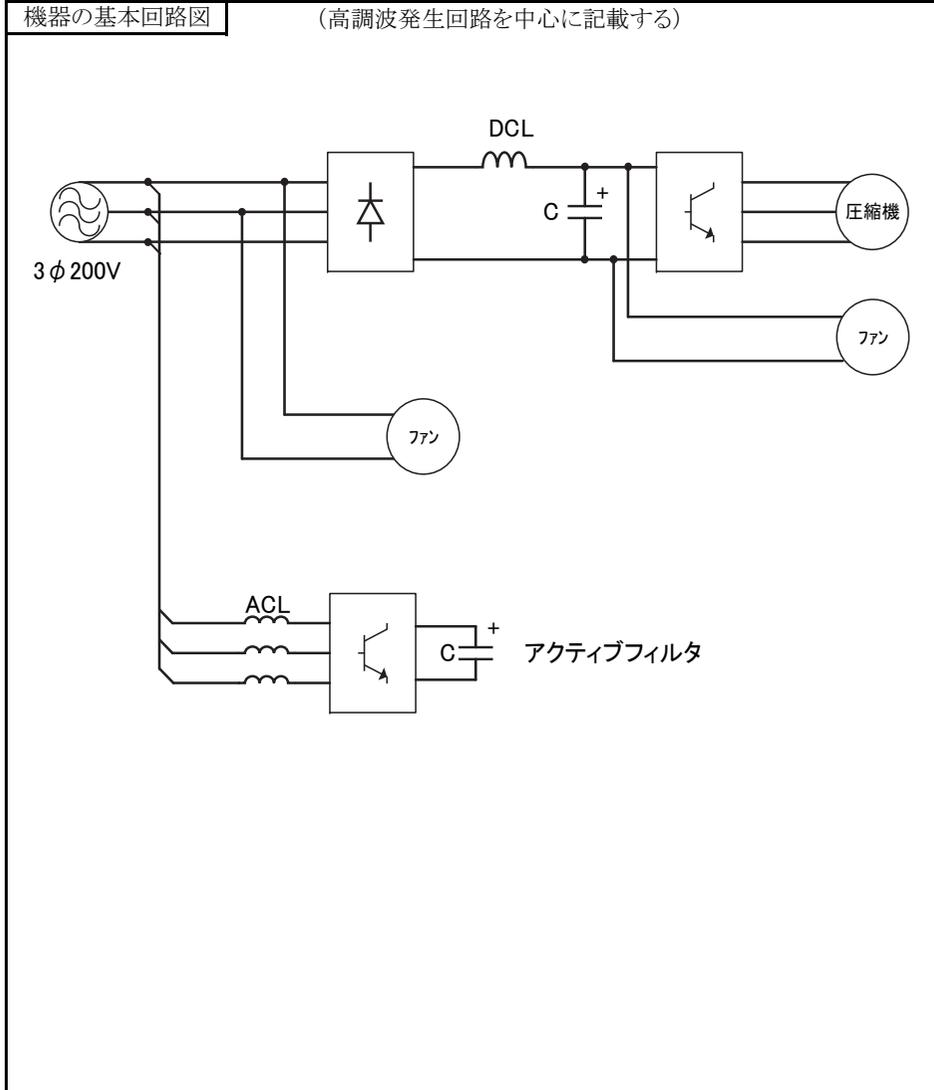 機器の基本回路図
(高調波発生回路を中心に記載する)
DCL
C
+
圧縮機
3φ200V
ファン
ファン
ACL
C
+
アクティブフィルタ